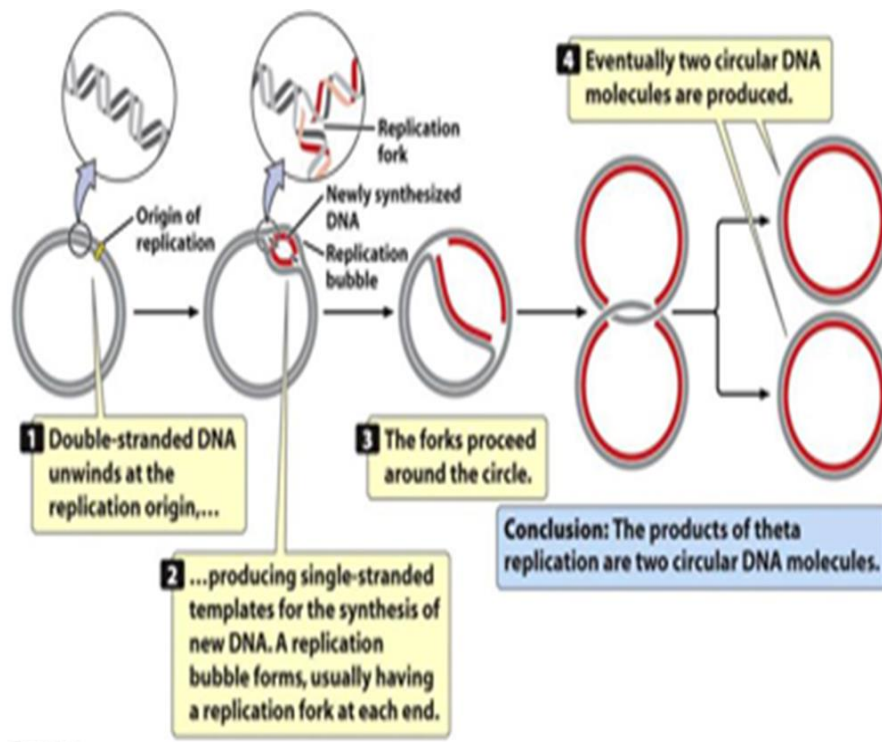 Replication
fork
Origin of
replication
Newly synthesized
DNA
Replication
bubble
1 Double-stranded DNA
unwinds at the
replication origin,...
2 ...producing single-stranded
templates for the synthesis of
new DNA. A replication
bubble forms, usually having
a replication fork at each end.
3 The forks proceed
around the circle.
4 Eventually two circular DNA
molecules are produced.
Conclusion: The products of theta
replication are two circular DNA molecules.